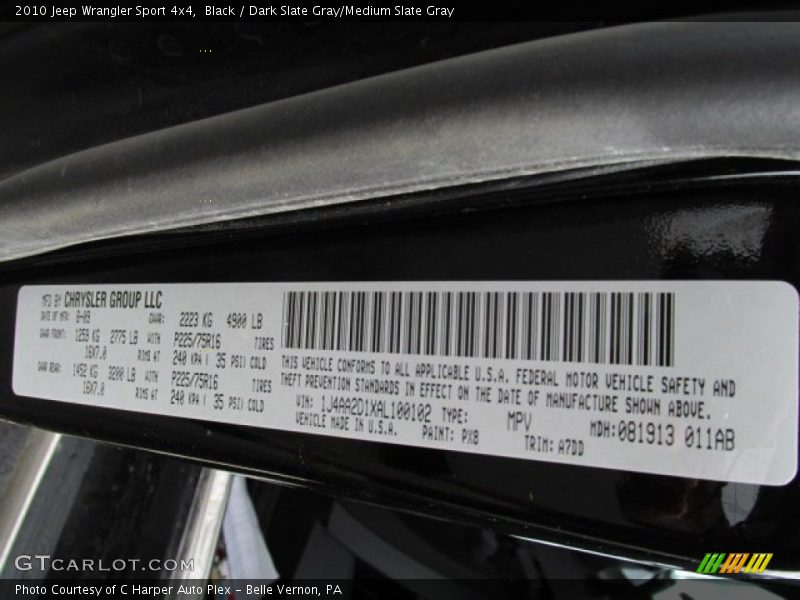 2010 Jeep Wrangler Sport 4x4,  Black / Dark Slate Gray/Medium Slate Gray
MFD BY CHRYSLER GROUP LLC
DATE OF MFR: 8-09 GVWR: 2223 KG 4900 LB
GAWR FRONT: 1259 KG 2775 LB WITH P225/75R16 TIRES
16X7.0 RIMS AT 240 KPA ( 35 PSI) COLD
GAWR REAR: 1452 KG 3200 LB WITH P225/75R16 TIRES
16X7.0 RIMS AT 240 KPA ( 35 PSI) COLD
THIS VEHICLE CONFORMS TO ALL APPLICABLE U.S.A. FEDERAL MOTOR VEHICLE SAFETY AND
THEFT PREVENTION STANDARDS IN EFFECT ON THE DATE OF MANUFACTURE SHOWN ABOVE.
VIN: 1J4AA2D1XAL100102 TYPE: MPV MDH: 081913 011AB
VEHICLE MADE IN U.S.A. PAINT: PX8 TRIM: A7DD
GTCARLOT.COM
Photo Courtesy of C Harper Auto Plex – Belle Vernon, PA